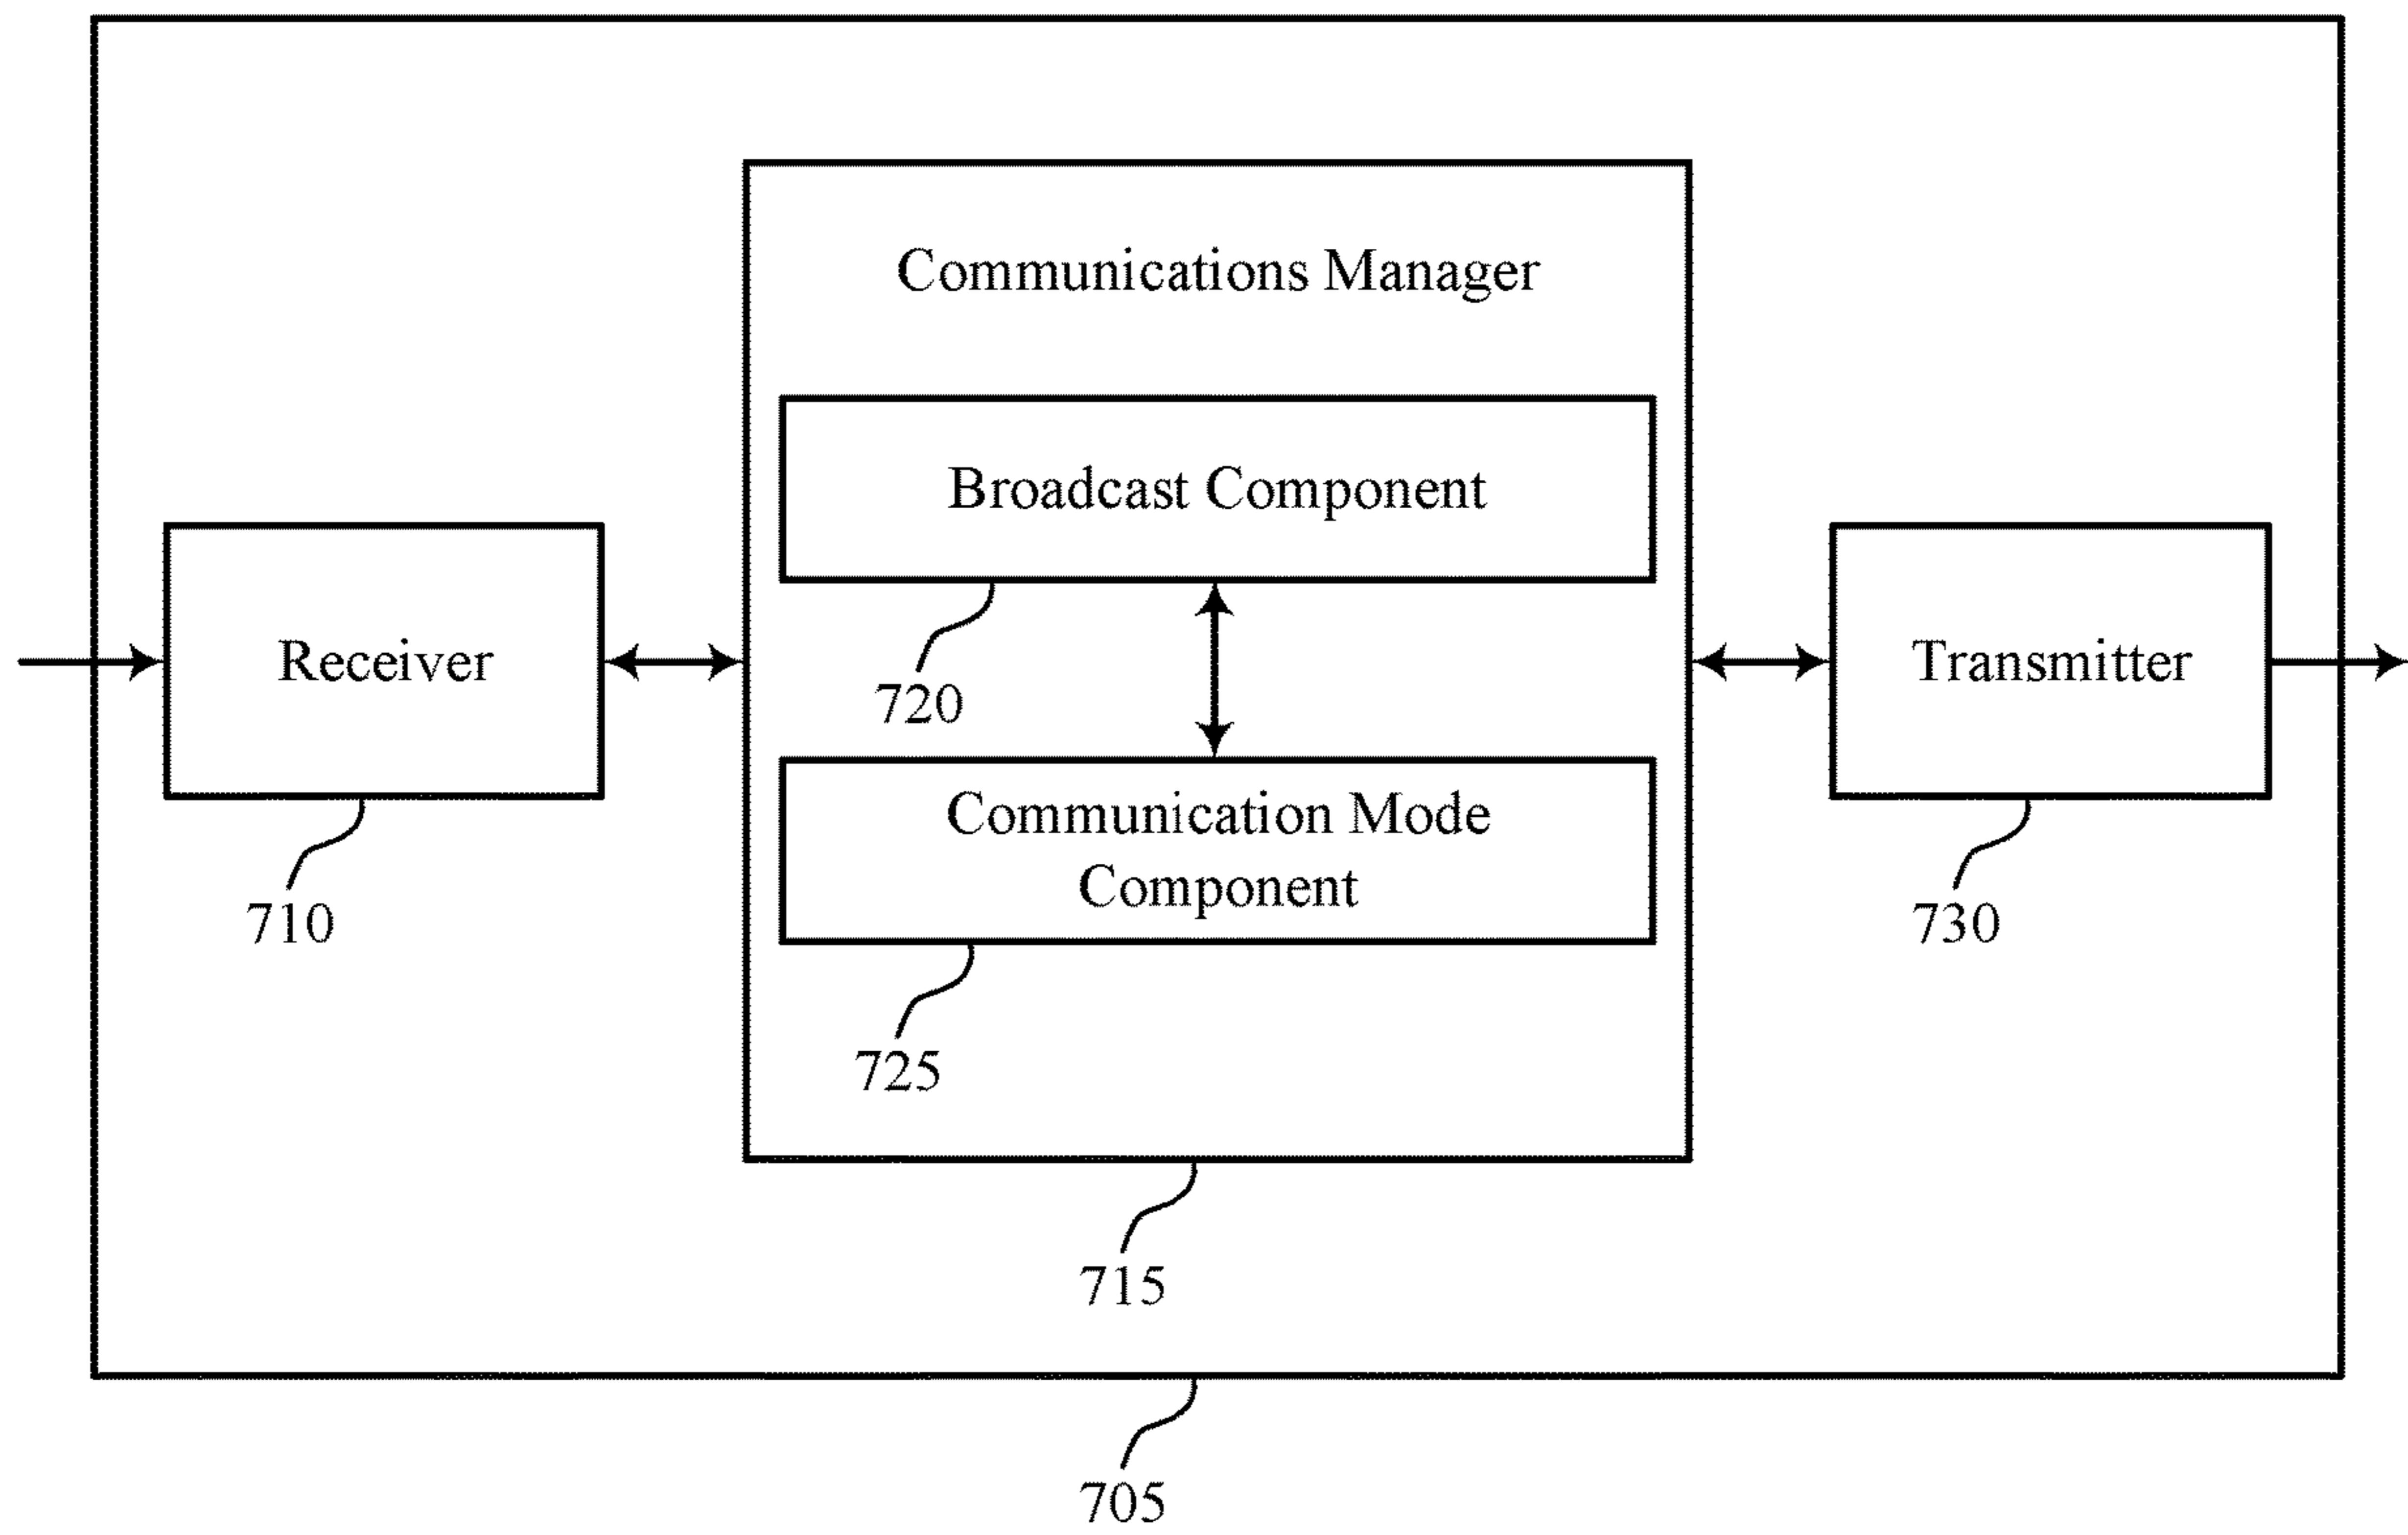 Communications Manager
Broadcast Component
Receiver
Transmitter
720
Communication Mode
Component
710
730
725
715
705